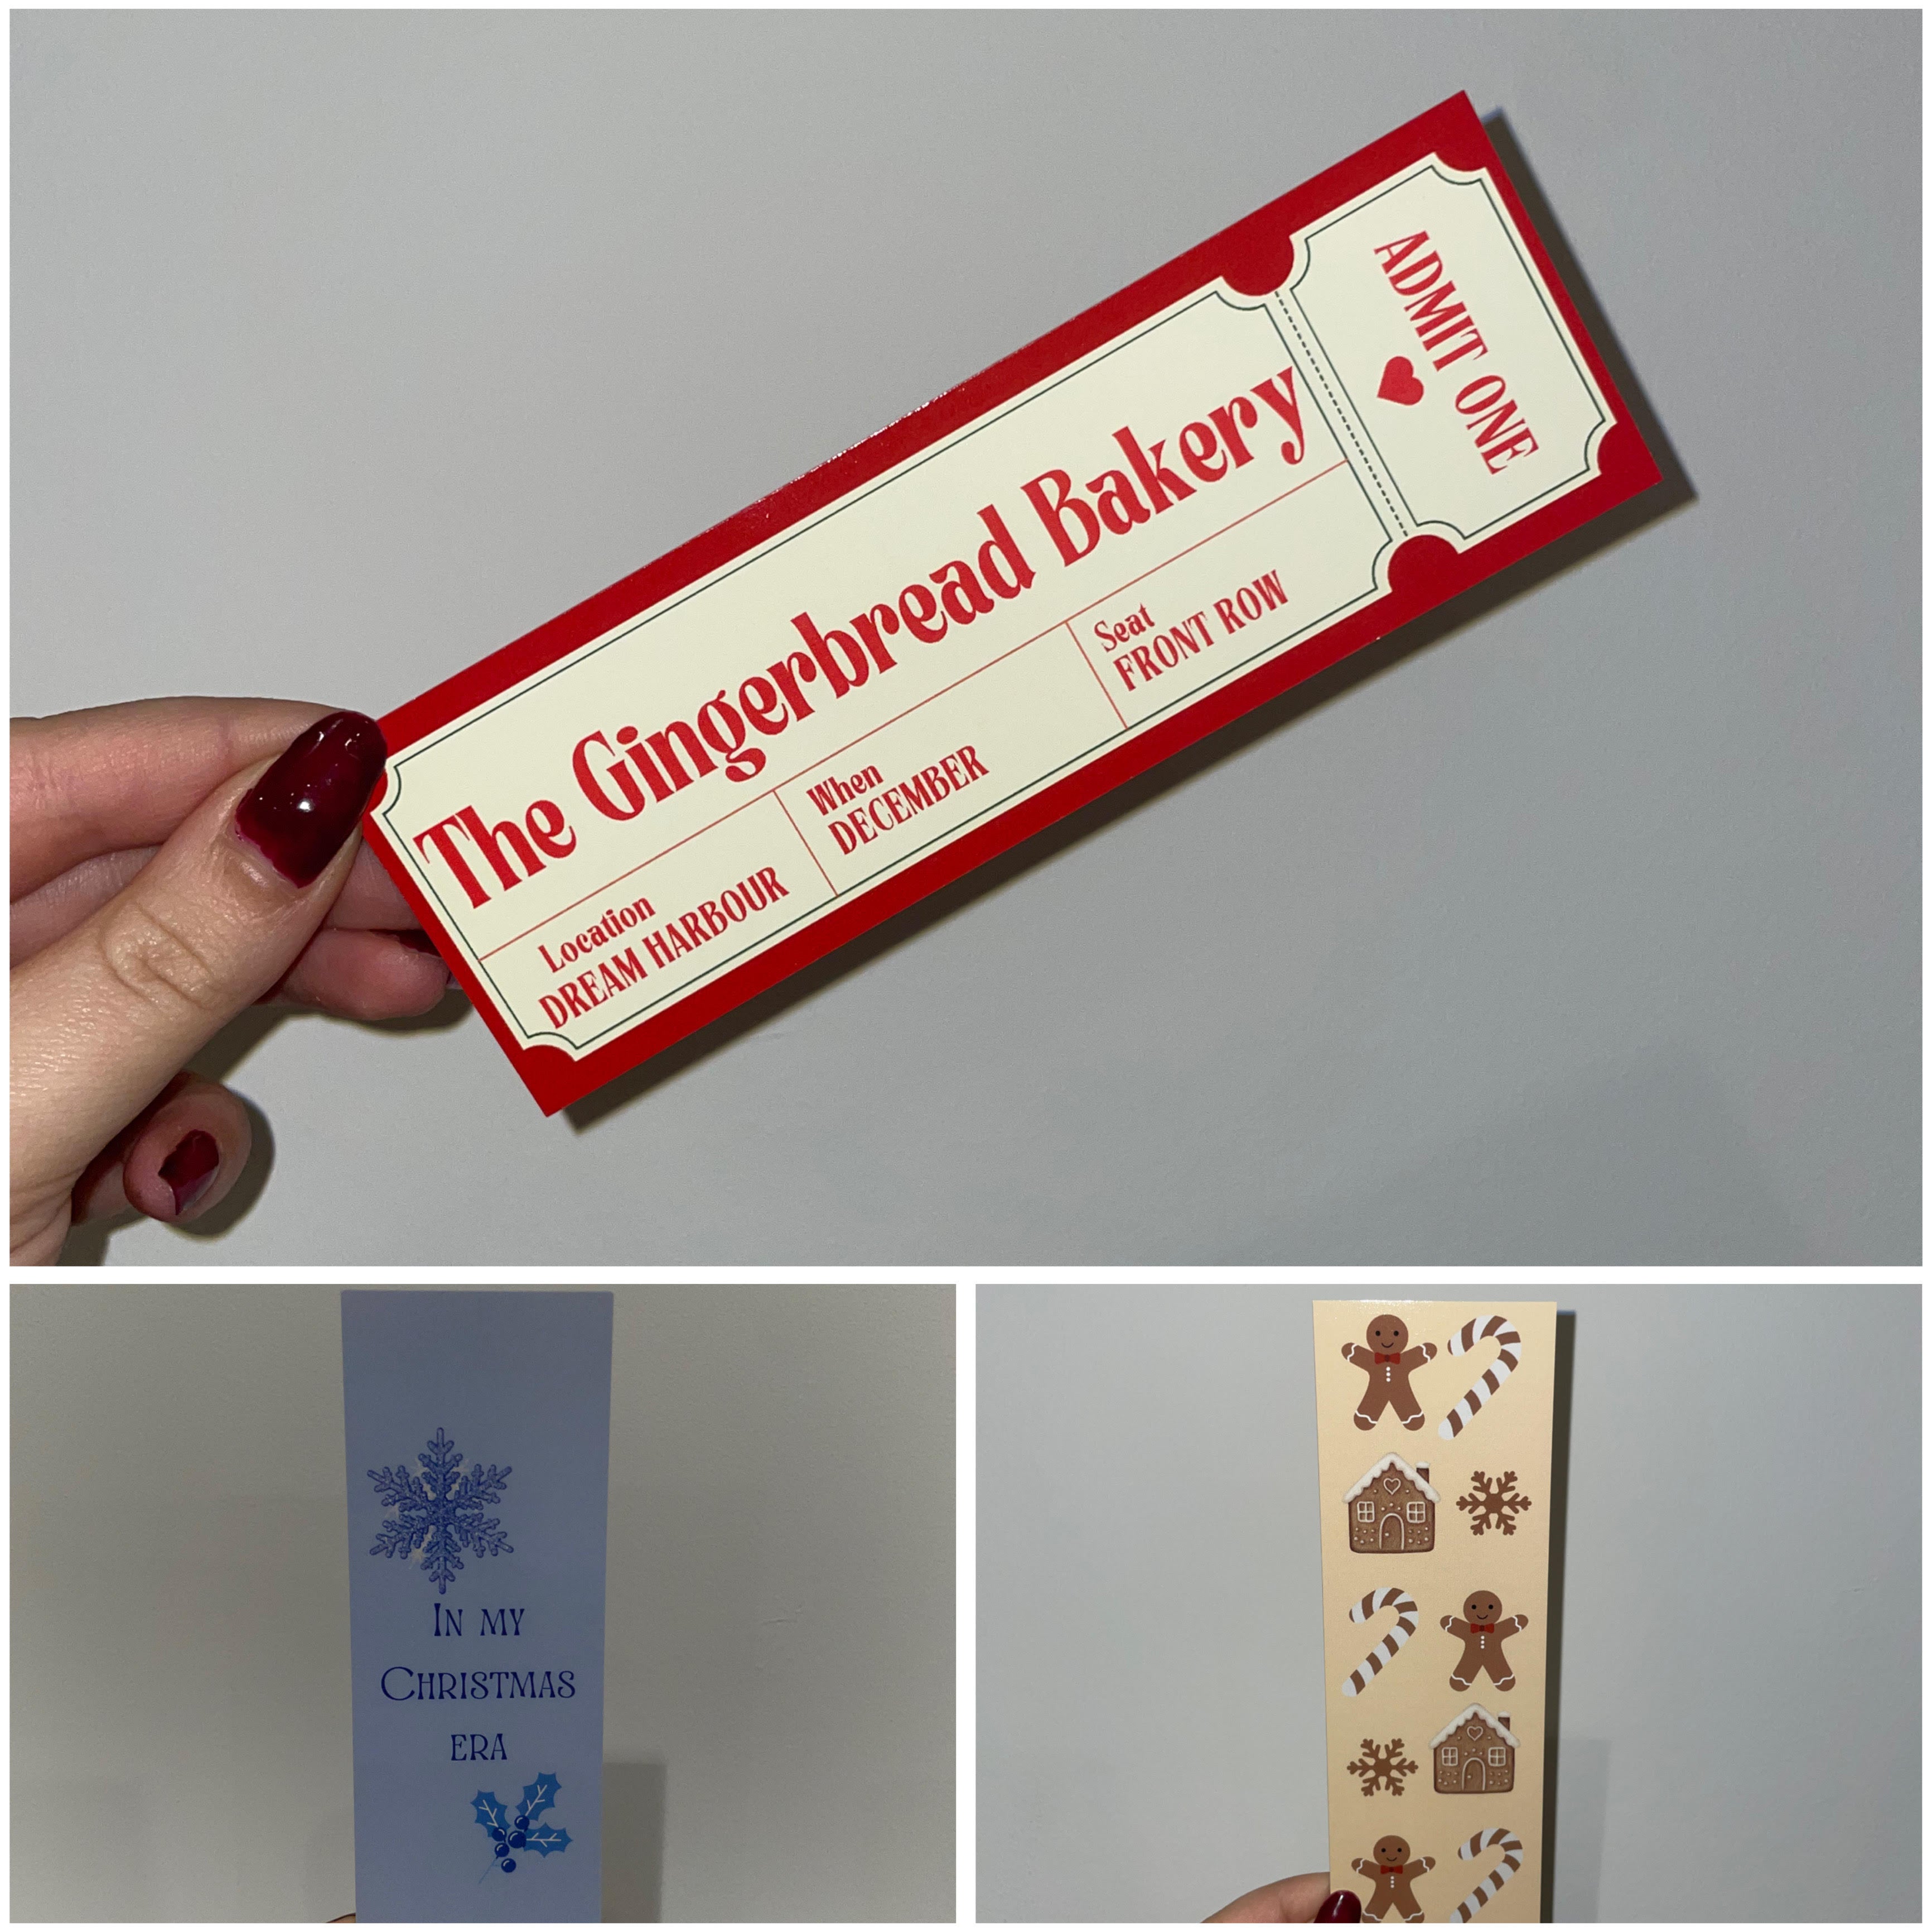 The Gingerbread Bakery
Location
DREAM HARBOUR
When
DECEMBER
Seat
FRONT ROW
ADMIT ONE
In my
Christmas
era